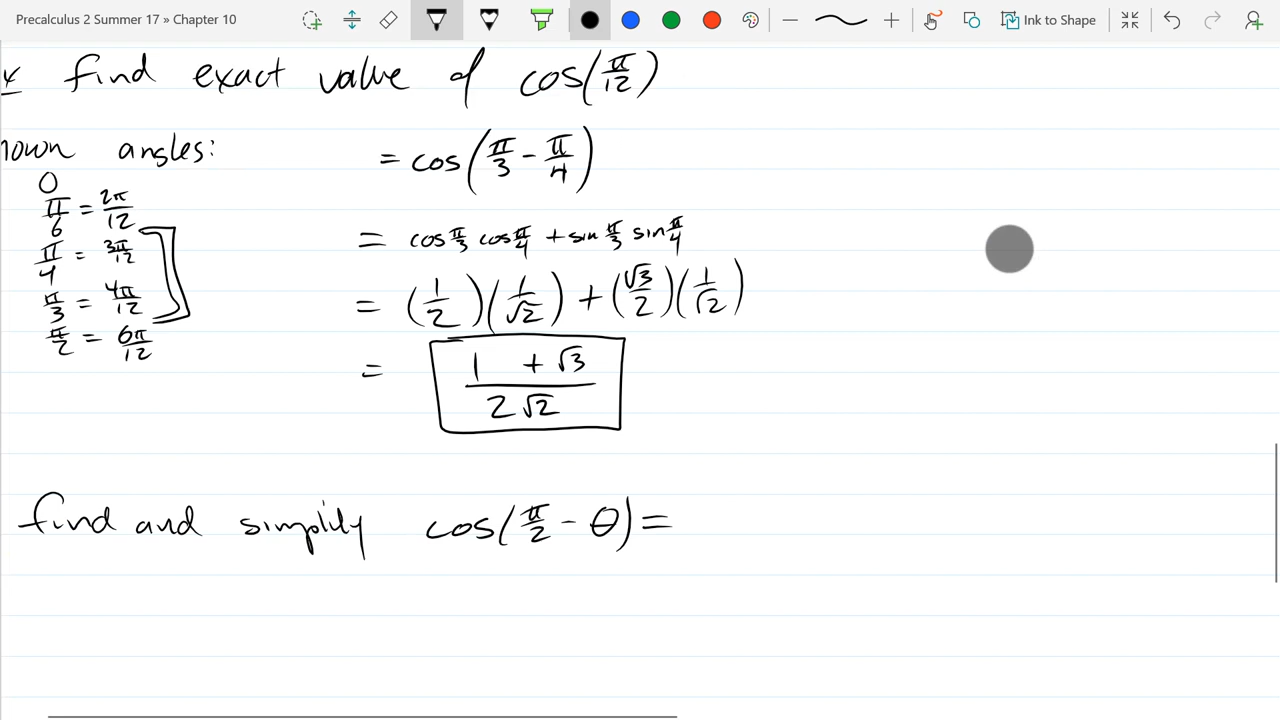 Precalculus 2 Summer 17 » Chapter 10
Ink to Shape
find exact value of cos(π/12)
angles:
0
π/6 = 2π/12
π/4 = 3π/12
π/3 = 4π/12
π/2 = 6π/12
= cos(π/3 - π/4)
= cos π/3 cos π/4 + sin π/3 sin π/4
= (1/2)(1/√2) + (√3/2)(1/√2)
= (1 + √3)/(2√2)
find and simplify cos(π/2 - θ) =